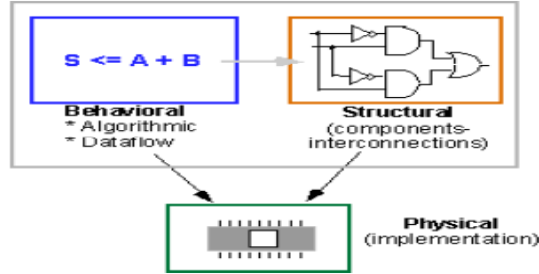 S <= A + B
Behavioral
* Algorithmic
* Dataflow
Structural
(components-
interconnections)
Physical
(implementation)